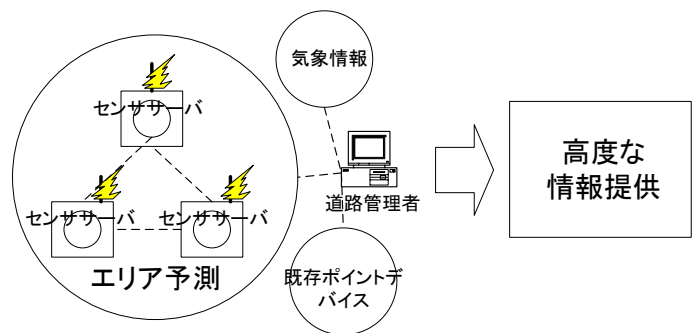 気象情報
センササーバ
センササーバ
センササーバ
エリア予測
道路管理者
既存ポイントデ
バイス
高度な
情報提供